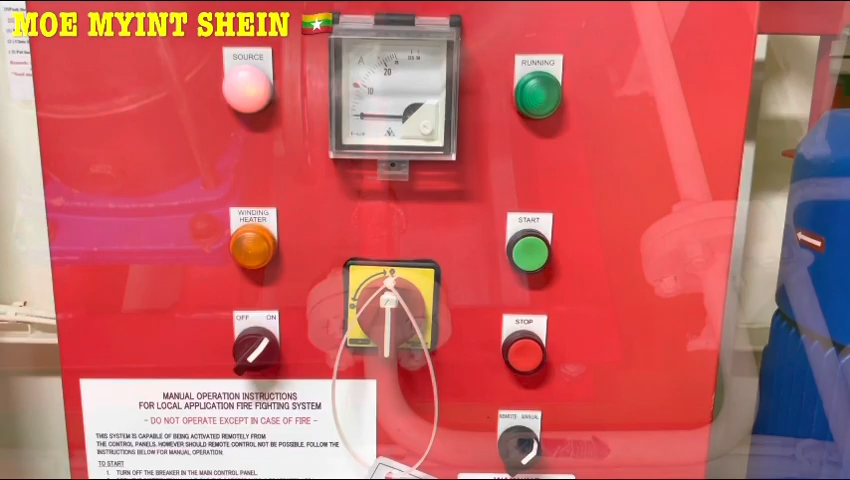 MOE MYINT SHEIN
SOURCE
A
20
10
RUNNING
WINDING
HEATER
START
OFF ON
STOP
REMOTE MANUAL
MANUAL OPERATION INSTRUCTIONS
FOR LOCAL APPLICATION FIRE FIGHTING SYSTEM
- DO NOT OPERATE EXCEPT IN CASE OF FIRE -
THIS SYSTEM IS CAPABLE OF BEING ACTIVATED REMOTELY FROM
THE CONTROL PANELS. HOWEVER SHOULD REMOTE CONTROL NOT BE POSSIBLE, FOLLOW THE
INSTRUCTIONS BELOW FOR MANUAL OPERATION:
TO START
1. TURN OFF THE BREAKER IN THE MAIN CONTROL PANEL.